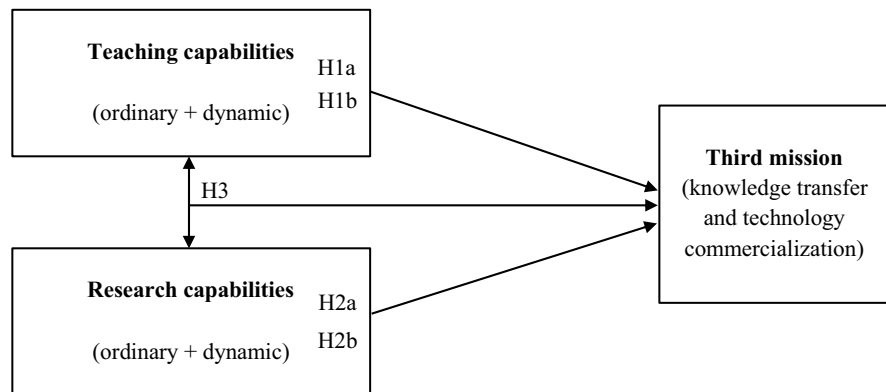 Teaching capabilities
H1a
(ordinary + dynamic)
H1b
H3
Third mission
(knowledge transfer
and technology
commercialization)
Research capabilities
H2a
(ordinary + dynamic)
H2b